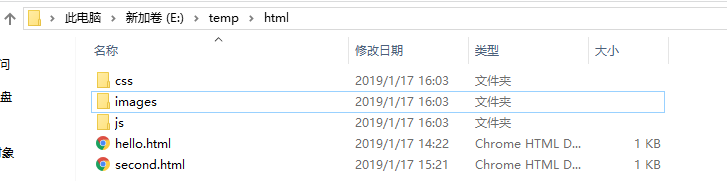 此电脑 > 新加卷 (E:) > temp > html
名称 修改日期 类型 大小
问
css 2019/1/17 16:03 文件夹
盘
images 2019/1/17 16:03 文件夹
js 2019/1/17 16:03 文件夹
hello.html 2019/1/17 14:22 Chrome HTML D... 1 KB
对象
second.html 2019/1/17 15:21 Chrome HTML D... 1 KB